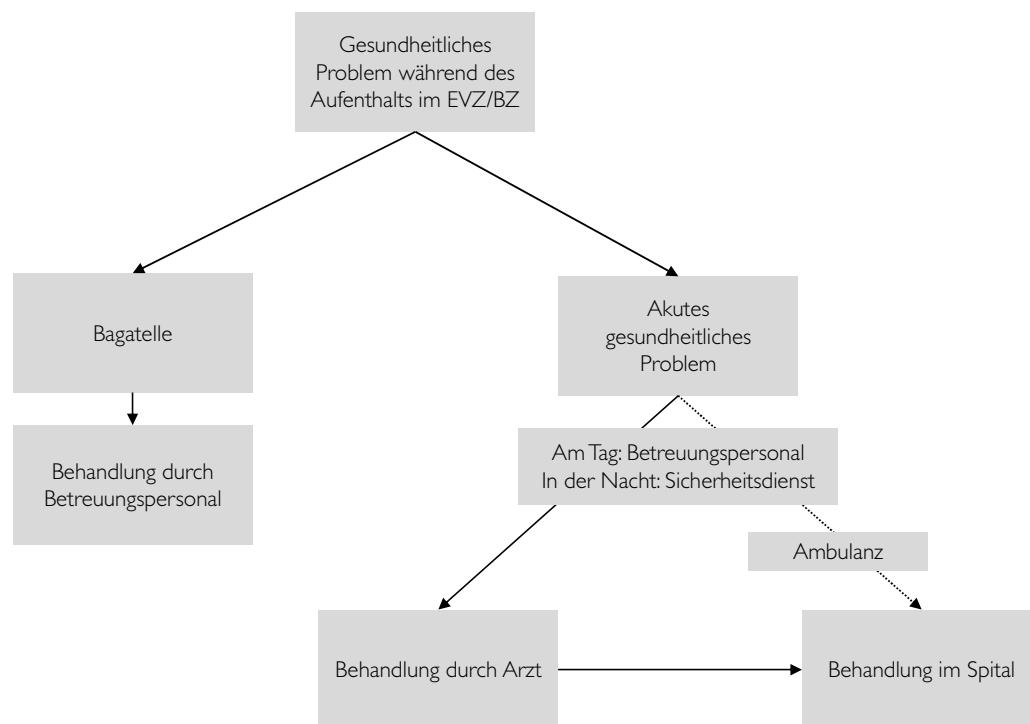 Gesundheitliches
Problem während des
Aufenthalts im EVZ/BZ
Bagatelle
Akutes
gesundheitliches
Problem
Behandlung durch
Betreuungspersonal
Am Tag: Betreuungspersonal
In der Nacht: Sicherheitsdienst
Ambulanz
Behandlung durch Arzt
Behandlung im Spital